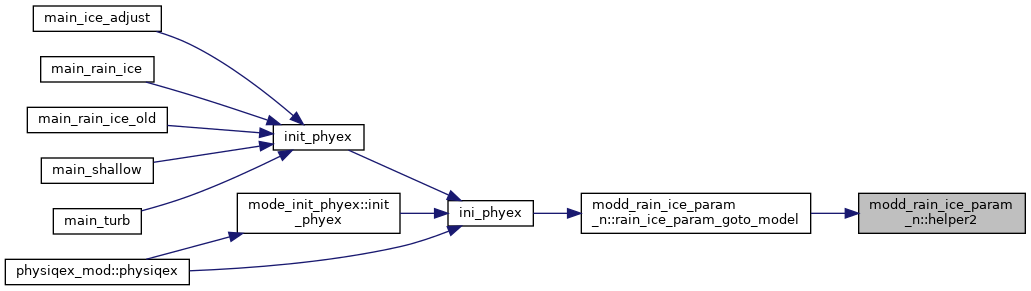 main_ice_adjust
main_rain_ice
main_rain_ice_old
main_shallow
main_turb
physiqex_mod::physiqex
init_phyex
mode_init_phyex::init
_phyex
ini_phyex
modd_rain_ice_param
_n::rain_ice_param_goto_model
modd_rain_ice_param
_n::helper2